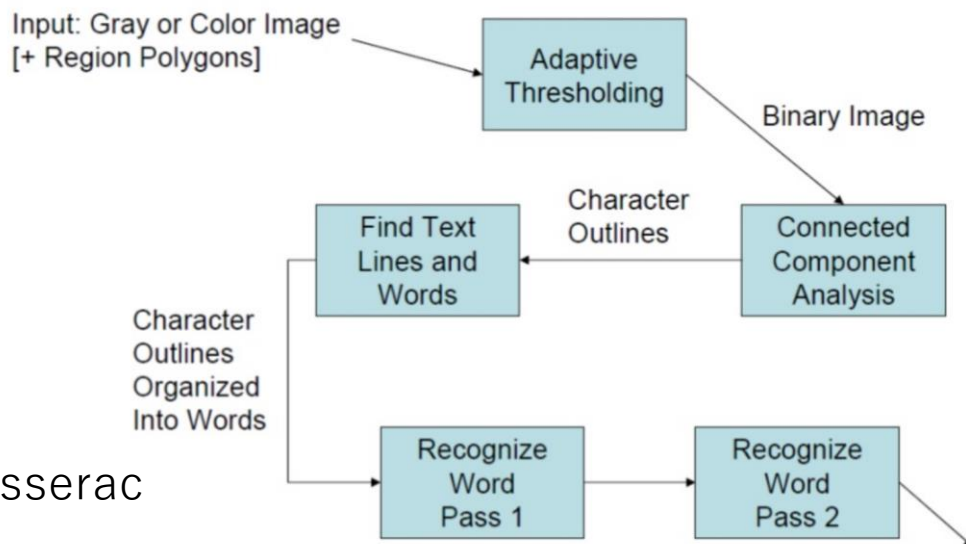 Input: Gray or Color Image
[+ Region Polygons]
Adaptive
Thresholding
Binary Image
Character
Outlines
Connected
Component
Analysis
Find Text
Lines and
Words
Character
Outlines
Organized
Into Words
Recognize
Word
Pass 1
Recognize
Word
Pass 2
sserac